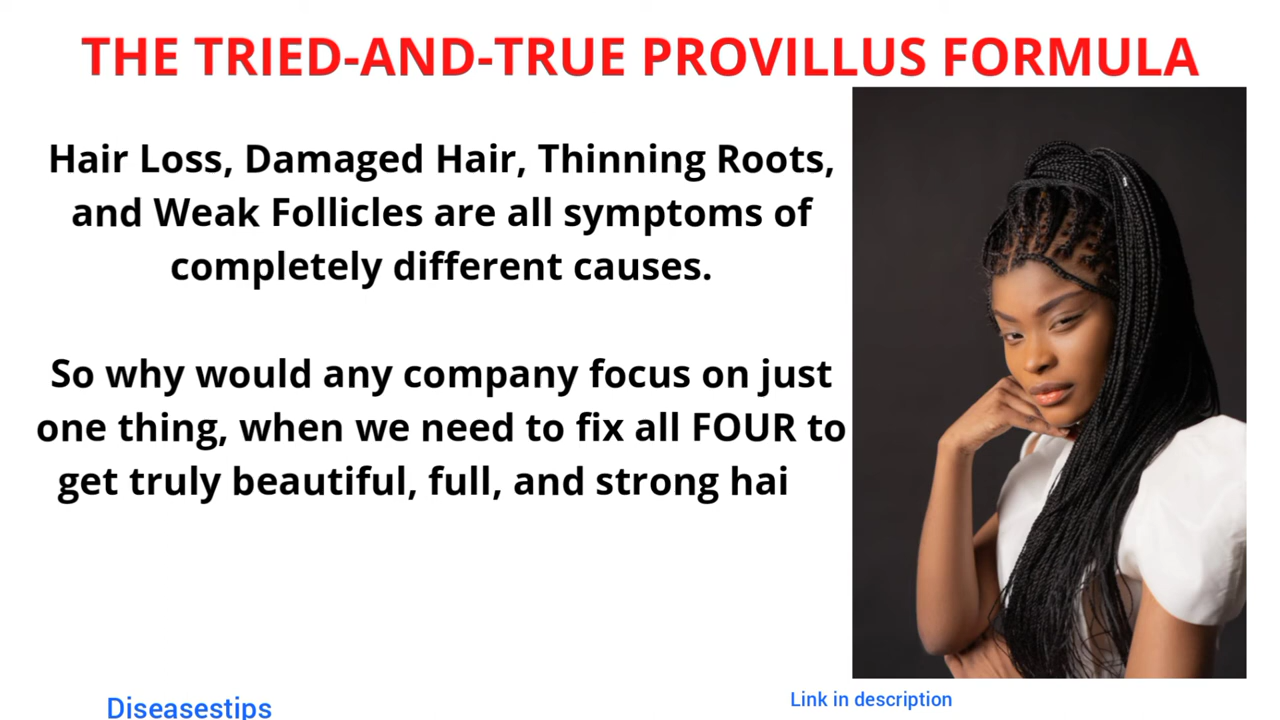 THE TRIED-AND-TRUE PROVILLUS FORMULA
Hair Loss, Damaged Hair, Thinning Roots,
and Weak Follicles are all symptoms of
completely different causes.
So why would any company focus on just
one thing, when we need to fix all FOUR to
get truly beautiful, full, and strong hai
Diseasestips
Link in description